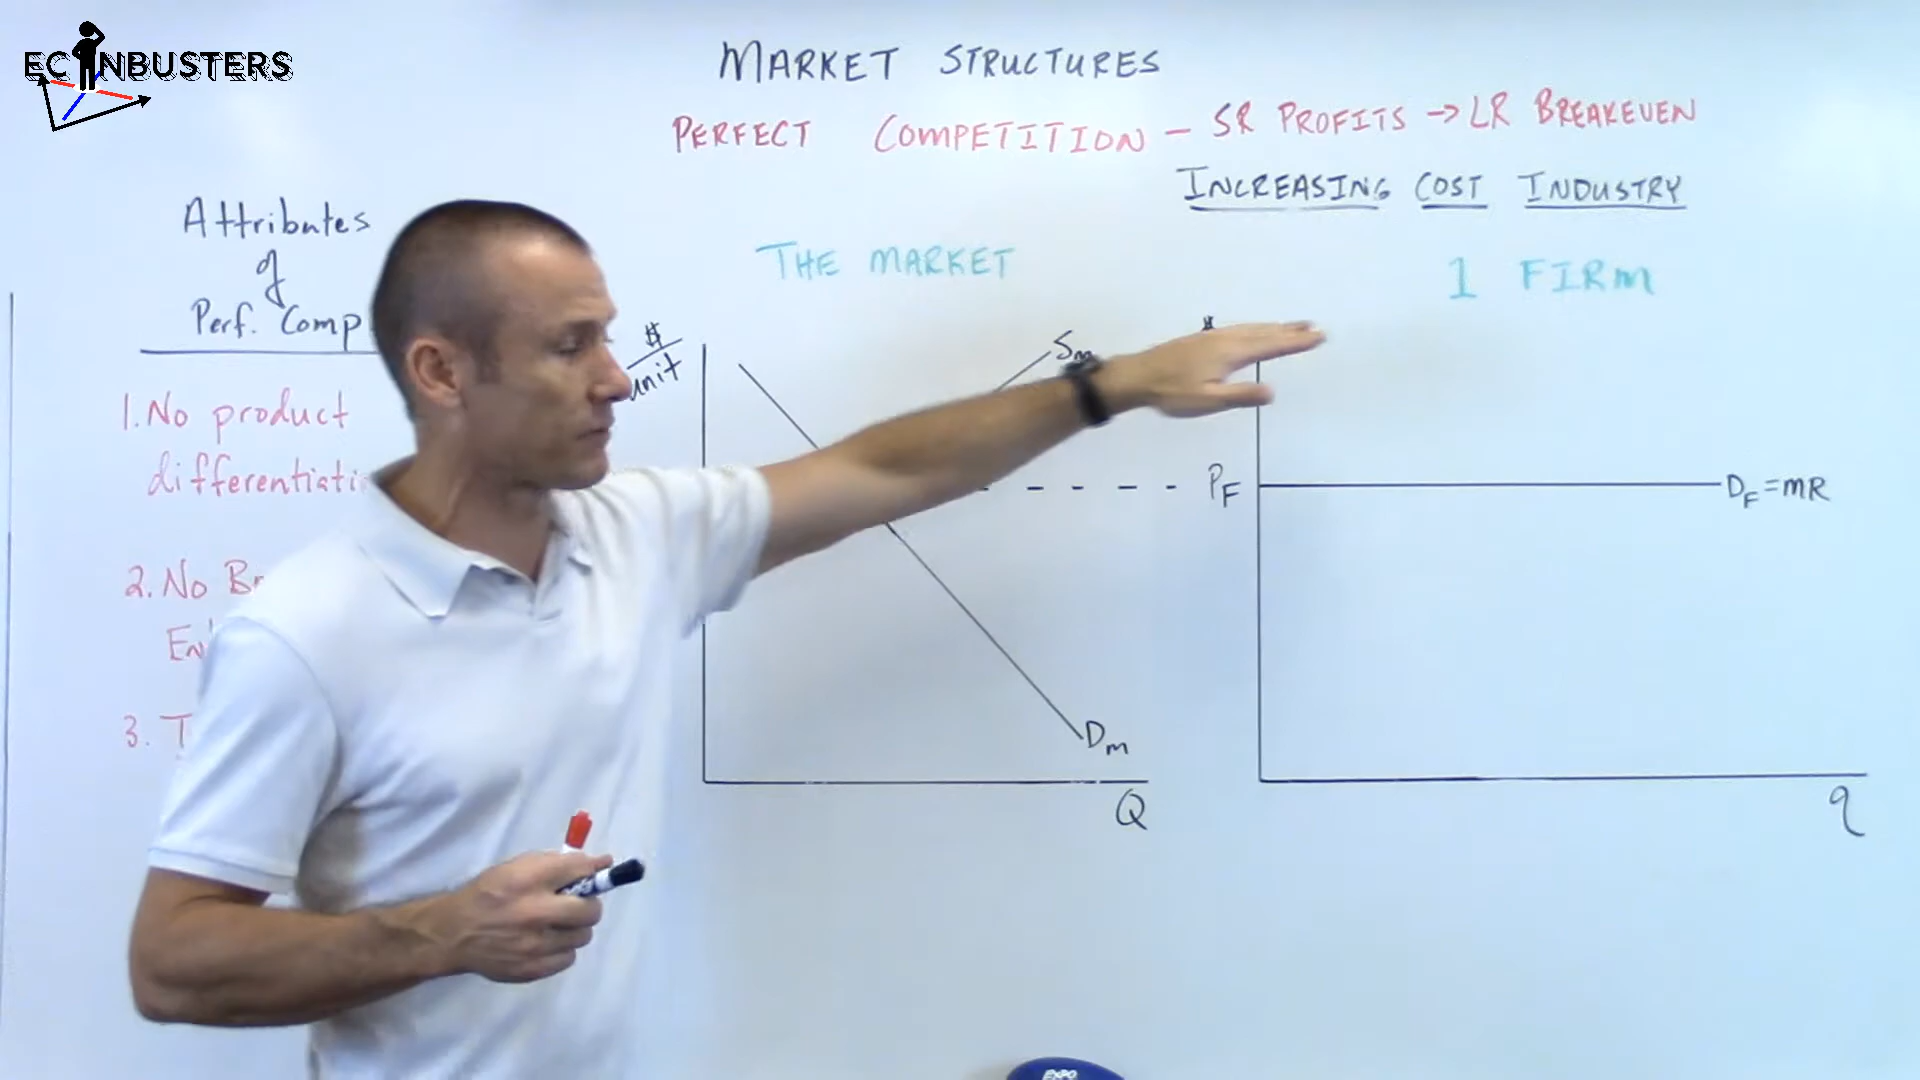 ECONBUSTERS
MARKET STRUCTURES
PERFECT COMPETITION - SR PROFITS → LR BREAKEVEN
INCREASING COST INDUSTRY
Attributes
of
Perf. Comp
THE MARKET
1 FIRM
1. No product
differentiati
2. No
3.
$
unit
Sm
Dm
Q
$
PF
DF = MR
q
EXPO